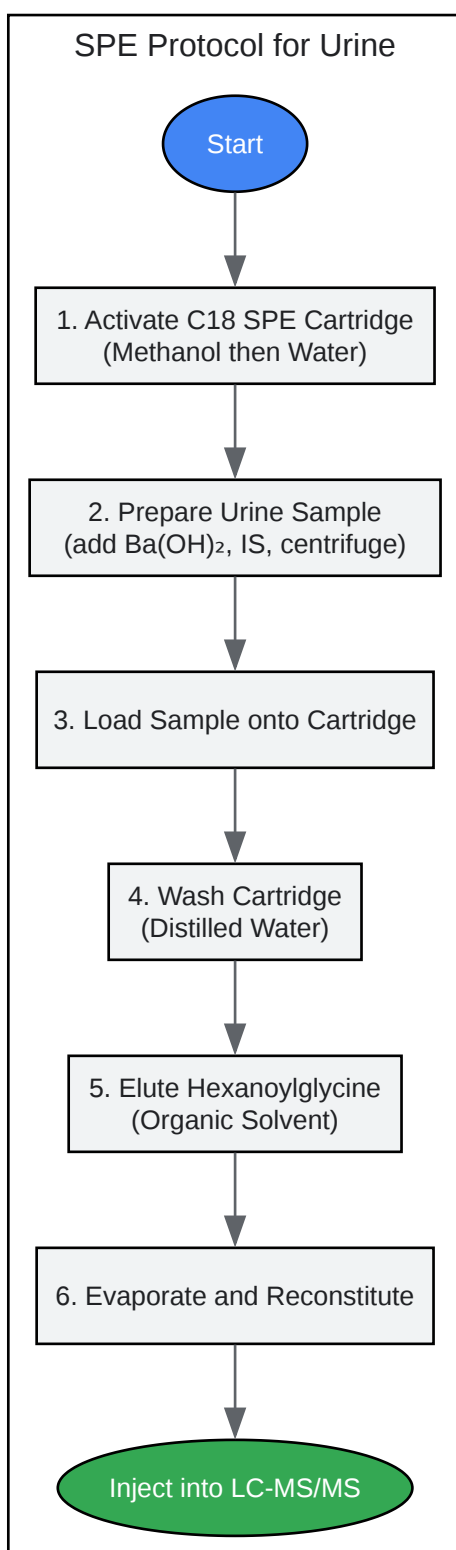 SPE Protocol for Urine
Start
1. Activate C18 SPE Cartridge
(Methanol then Water)
2. Prepare Urine Sample
(add Ba(OH)₂, IS, centrifuge)
3. Load Sample onto Cartridge
4. Wash Cartridge
(Distilled Water)
5. Elute Hexanoylglycine
(Organic Solvent)
6. Evaporate and Reconstitute
Inject into LC-MS/MS